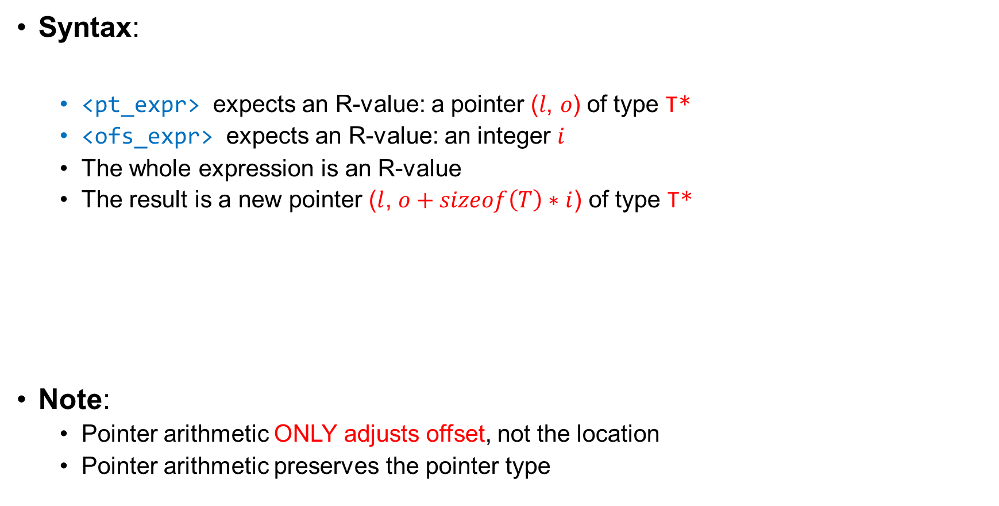 • Syntax:
• <pt_expr> expects an R-value: a pointer (l, o) of type T*
• <ofs_expr> expects an R-value: an integer i
• The whole expression is an R-value
• The result is a new pointer (l, o + sizeof(T) ∗ i) of type T*
• Note:
• Pointer arithmetic ONLY adjusts offset, not the location
• Pointer arithmetic preserves the pointer type